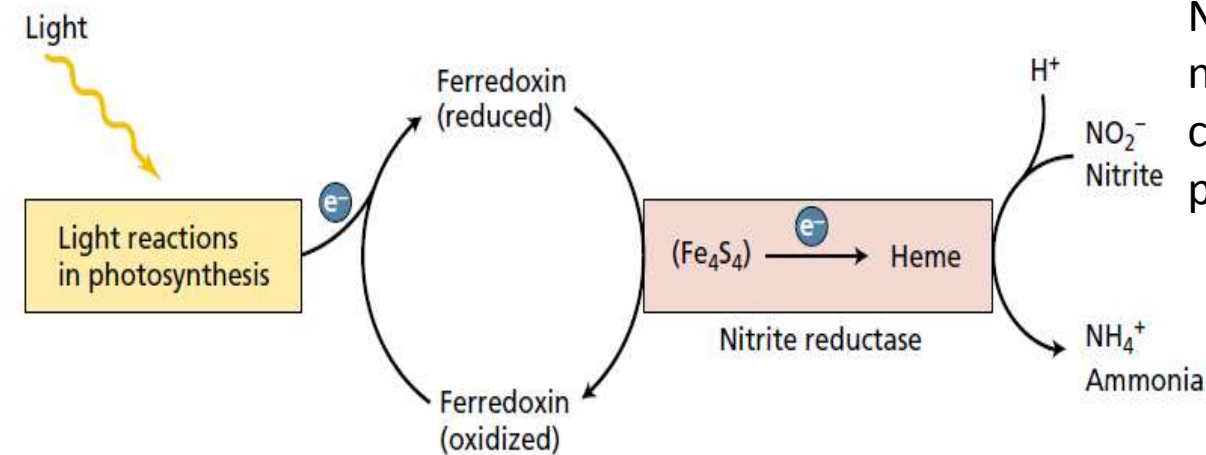 Light
Ferredoxin
(reduced)
H⁺
NO₂⁻
Nitrite
e⁻
e⁻
Light reactions
in photosynthesis
(Fe₄S₄)
Heme
Nitrite reductase
NH₄⁺
Ammonia
Ferredoxin
(oxidized)